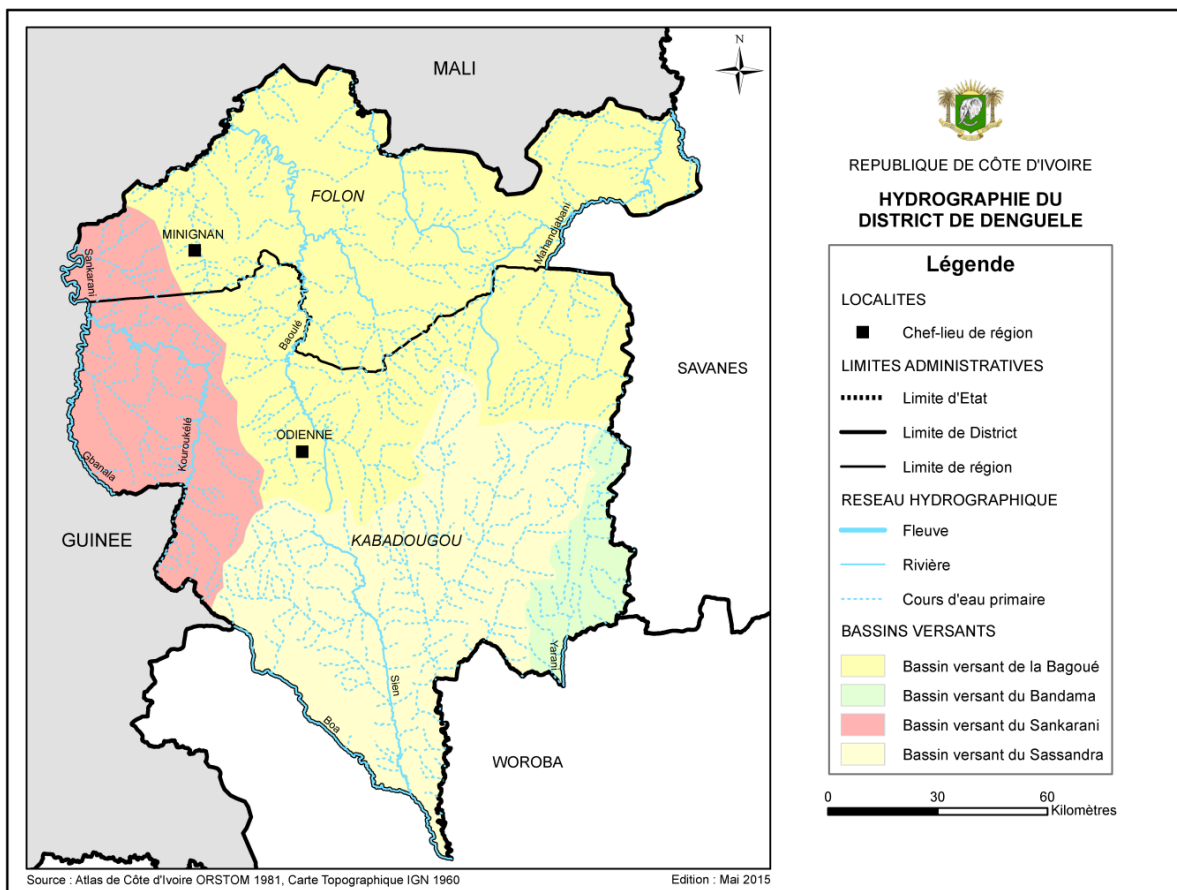 MALI
N
FOLON
MINIGNAN
Sankarani
Mahandjabani
Baoulé
SAVANES
ODIENNE
Kouroukélé
Gbanala
GUINEE
KABADOUGOU
Yarani
Sien
Boa
WOROBA
Source : Atlas de Côte d'Ivoire ORSTOM 1981, Carte Topographique IGN 1960
Edition : Mai 2015
REPUBLIQUE DE CÔTE D'IVOIRE
HYDROGRAPHIE DU
DISTRICT DE DENGUELE
Légende
LOCALITES
Chef-lieu de région
LIMITES ADMINISTRATIVES
Limite d'Etat
Limite de District
Limite de région
RESEAU HYDROGRAPHIQUE
Fleuve
Rivière
Cours d'eau primaire
BASSINS VERSANTS
Bassin versant de la Bagoué
Bassin versant du Bandama
Bassin versant du Sankarani
Bassin versant du Sassandra
0 30 60
Kilomètres